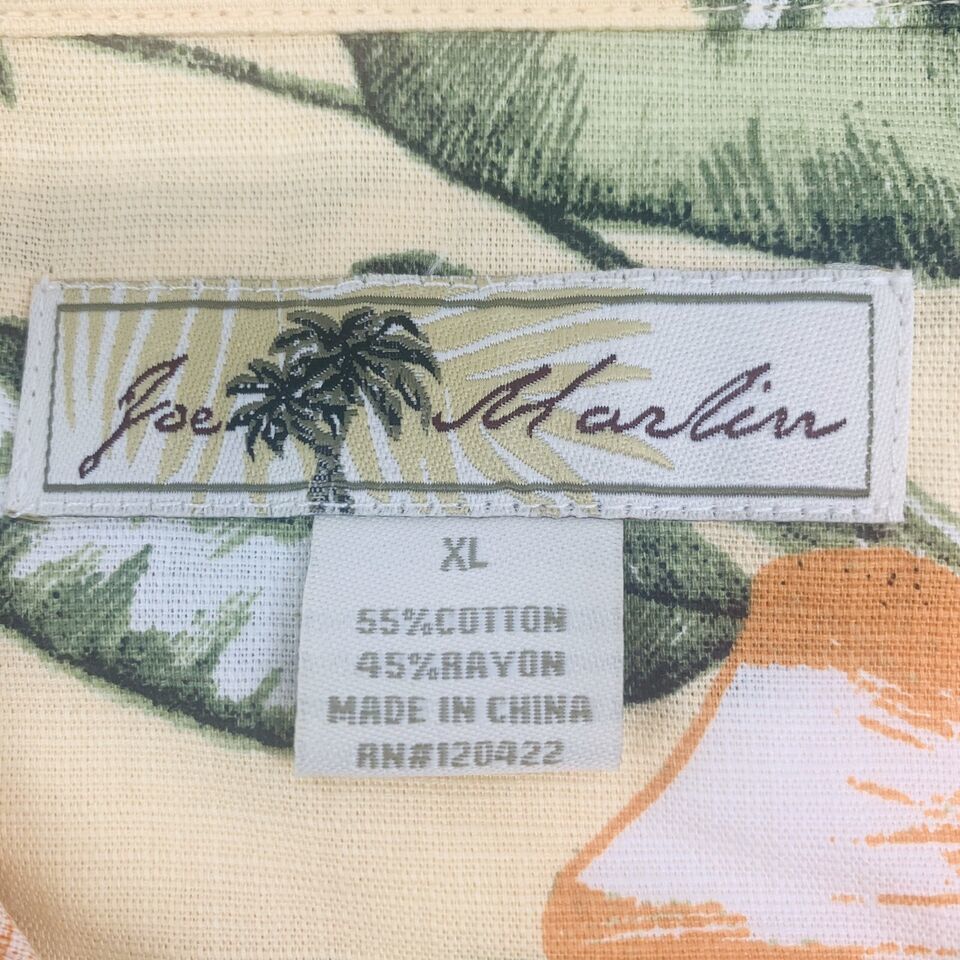 Joe Marlin
XL
55%COTTON
45%RAYON
MADE IN CHINA
RN#120422